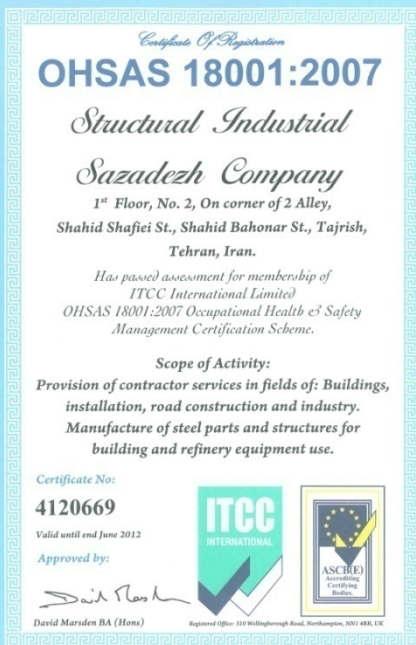 Certificate Of Registration
OHSAS 18001:2007
Structural Industrial
Sazadezh Company
1st Floor, No. 2, On corner of 2 Alley,
Shahid Shafiei St., Shahid Bahonar St., Tajrish,
Tehran, Iran.
Has passed assessment for membership of
ITCC International Limited
OHSAS 18001:2007 Occupational Health & Safety
Management Certification Scheme.
Scope of Activity:
Provision of contractor services in fields of: Buildings,
installation, road construction and industry.
Manufacture of steel parts and structures for
building and refinery equipment use.
Certificate No:
4120669
Valid until end June 2012
Approved by:
David Marsden BA (Hons)
ITCC
INTERNATIONAL
ASCB(E)
Accrediting
Certifying
Bodies.
Registered Office: 310 Wellingborough Road, Northampton, NN1 4BR, UK